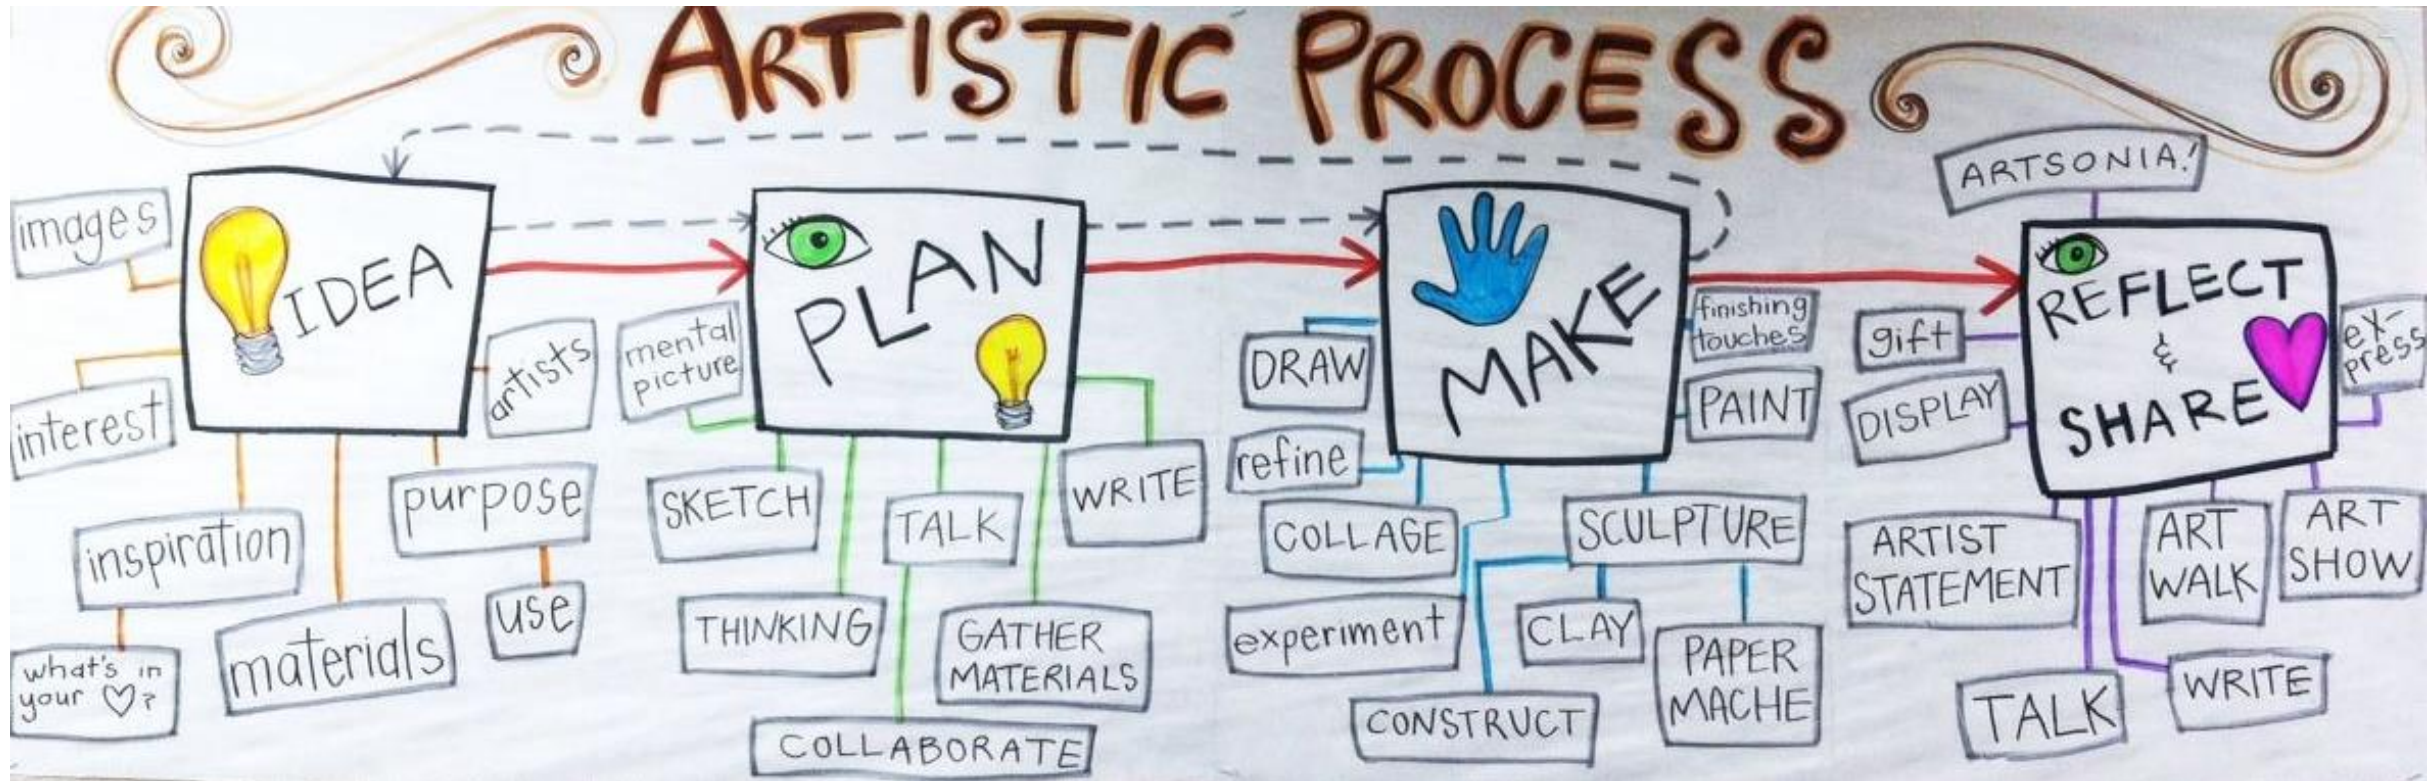 ARTISTIC PROCESS
images
interest
IDEA
artists
inspiration
purpose
what's in
your ♡?
materials
use
PLAN
mental
picture
SKETCH
TALK
WRITE
THINKING
GATHER
MATERIALS
COLLABORATE
MAKE
DRAW
refine
finishing
touches
PAINT
COLLAGE
SCULPTURE
experiment
CLAY
PAPER
MACHE
CONSTRUCT
ARTSONIA!
REFLECT
&
SHARE
gift
DISPLAY
ex-
press
ARTIST
STATEMENT
ART
WALK
ART
SHOW
TALK
WRITE